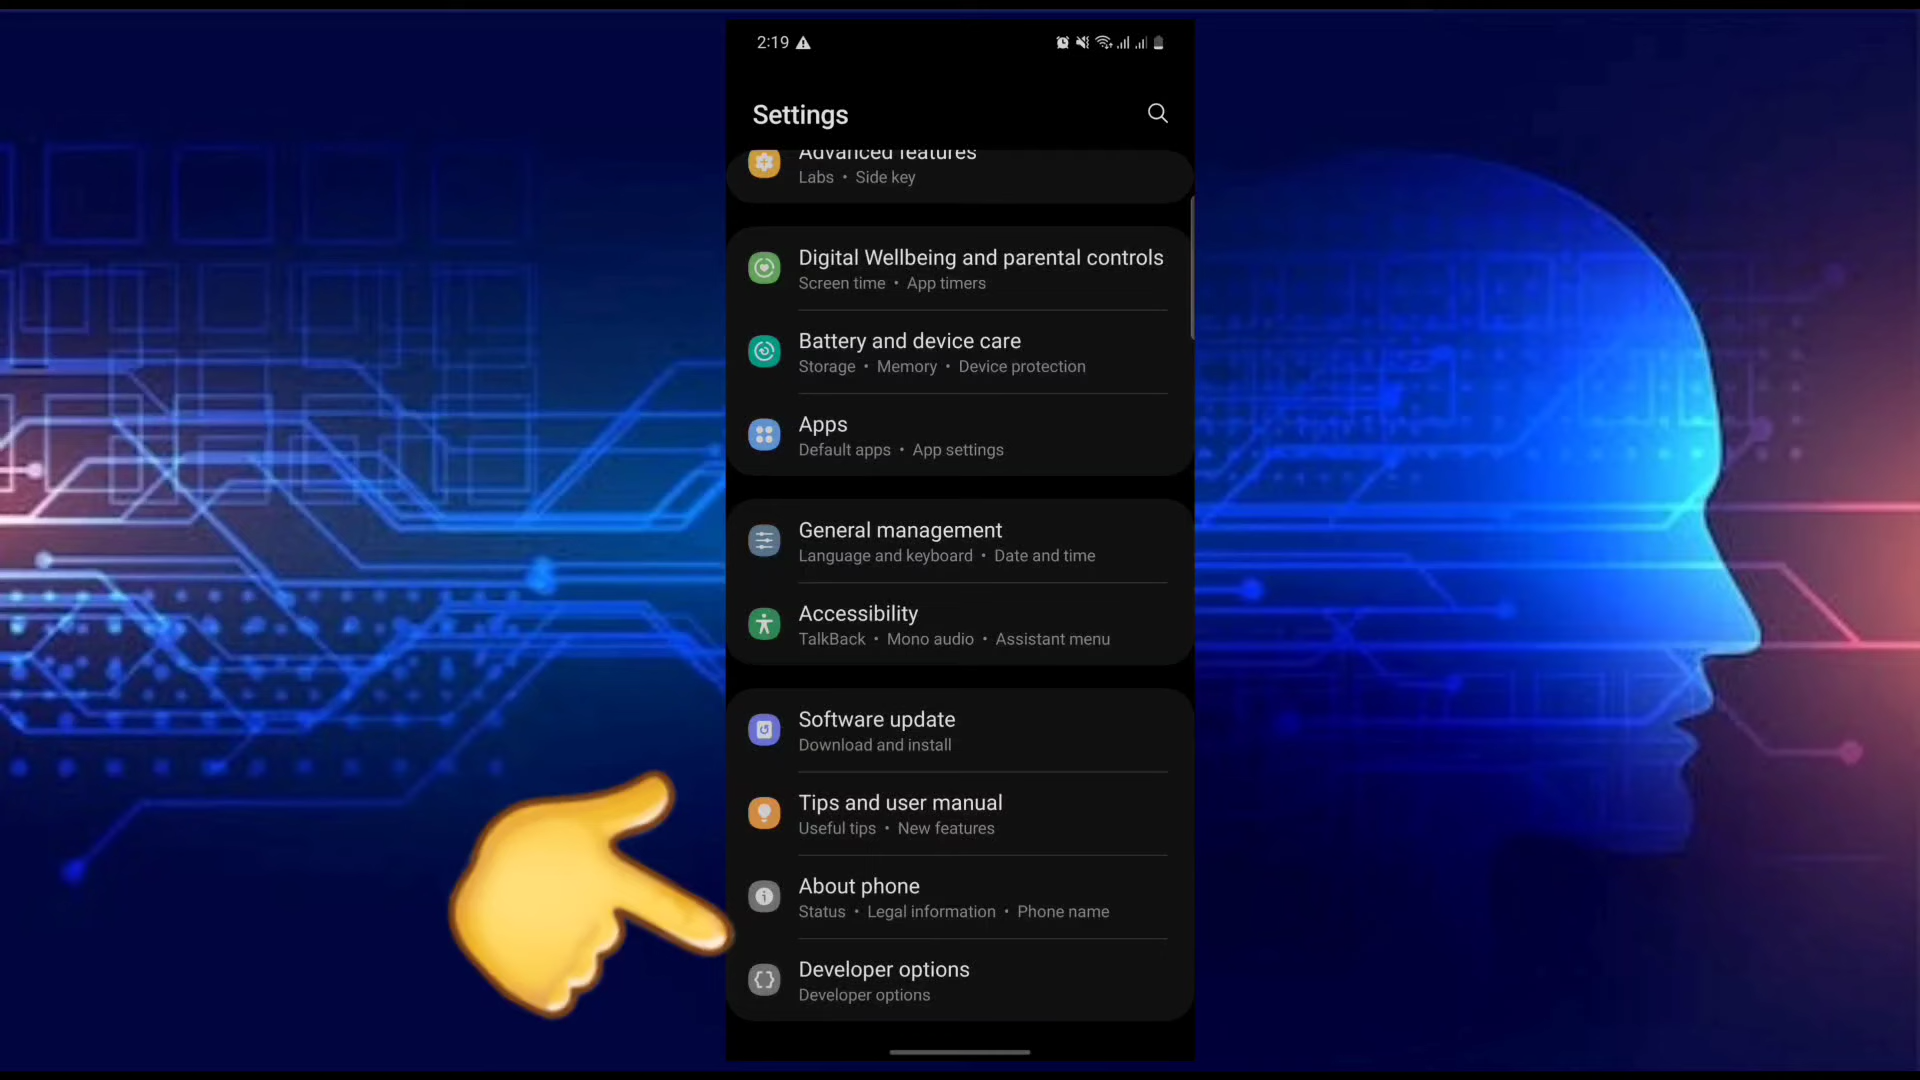 2:19
Settings
Advanced features
Labs • Side key
Digital Wellbeing and parental controls
Screen time • App timers
Battery and device care
Storage • Memory • Device protection
Apps
Default apps • App settings
General management
Language and keyboard • Date and time
Accessibility
TalkBack • Mono audio • Assistant menu
Software update
Download and install
Tips and user manual
Useful tips • New features
About phone
Status • Legal information • Phone name
Developer options
Developer options